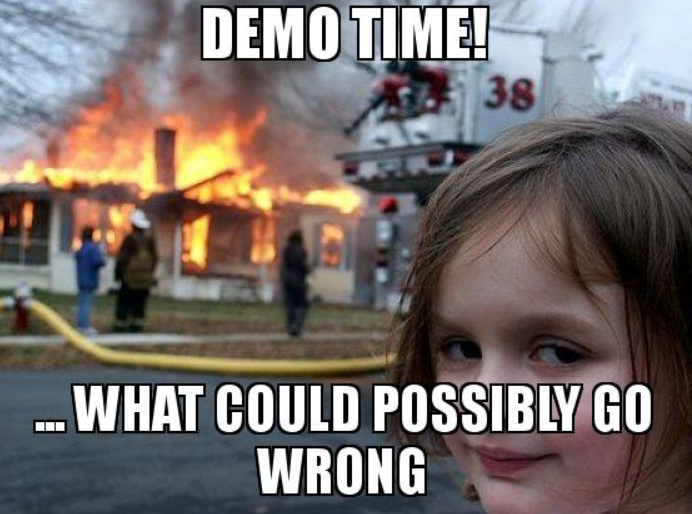 DEMO TIME!
38
... WHAT COULD POSSIBLY GO
WRONG